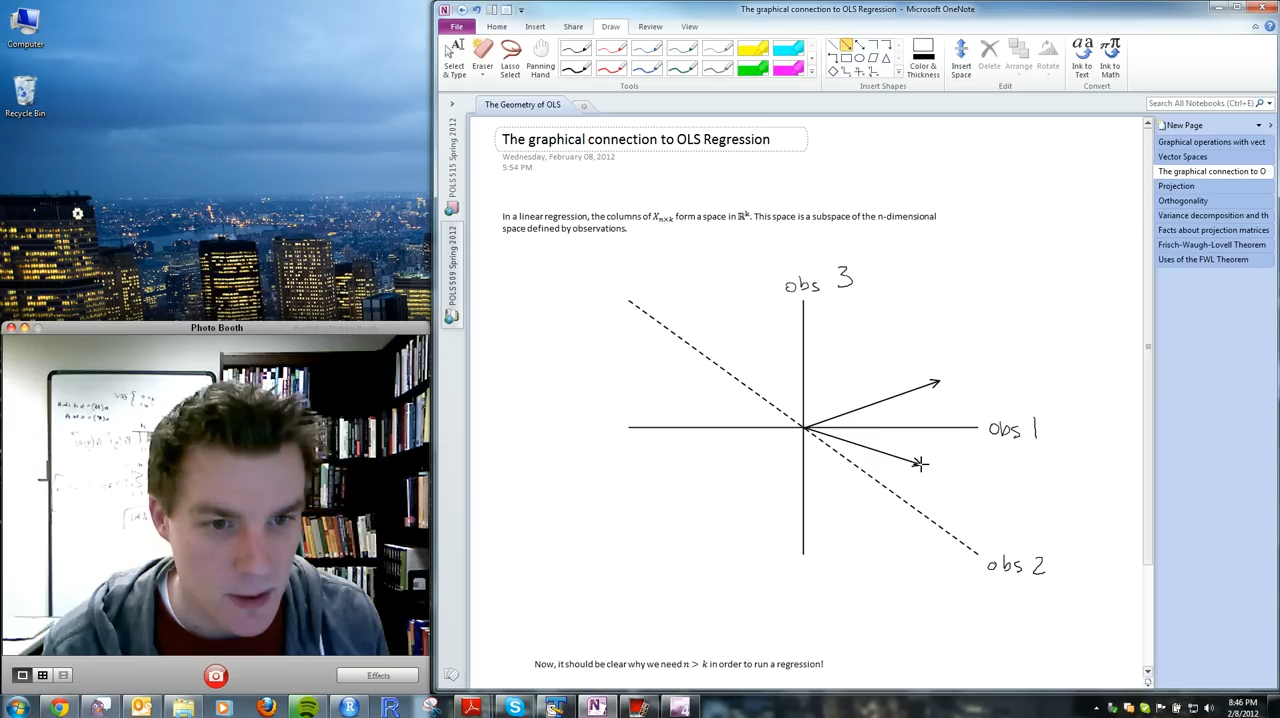 The graphical connection to OLS Regression - Microsoft OneNote
File Home Insert Share Draw Review View
Computer
Recycle Bin
Select & Type
Eraser
Lasso Select
Panning Hand
Color & Thickness
Insert Space
Delete
Arrange
Rotate
Ink to Text
Ink to Math
Tools Insert Shapes Edit Convert
The Geometry of OLS
Search All Notebooks (Ctrl+E)
POLS 515 Spring 2012
POLS 509 Spring 2012
New Page
Graphical operations with vect
Vector Spaces
The graphical connection to O
Projection
Orthogonality
Variance decomposition and th
Facts about projection matrices
Frisch-Waugh-Lovell Theorem
Uses of the FWL Theorem
The graphical connection to OLS Regression
Wednesday, February 08, 2012
5:54 PM
In a linear regression, the columns of Xₙₓₖ form a space in ℝᵏ. This space is a subspace of the n-dimensional
space defined by observations.
obs 3
obs 1
obs 2
Now, it should be clear why we need n > k in order to run a regression!
Photo Booth
Effects
8:46 PM
2/8/2012